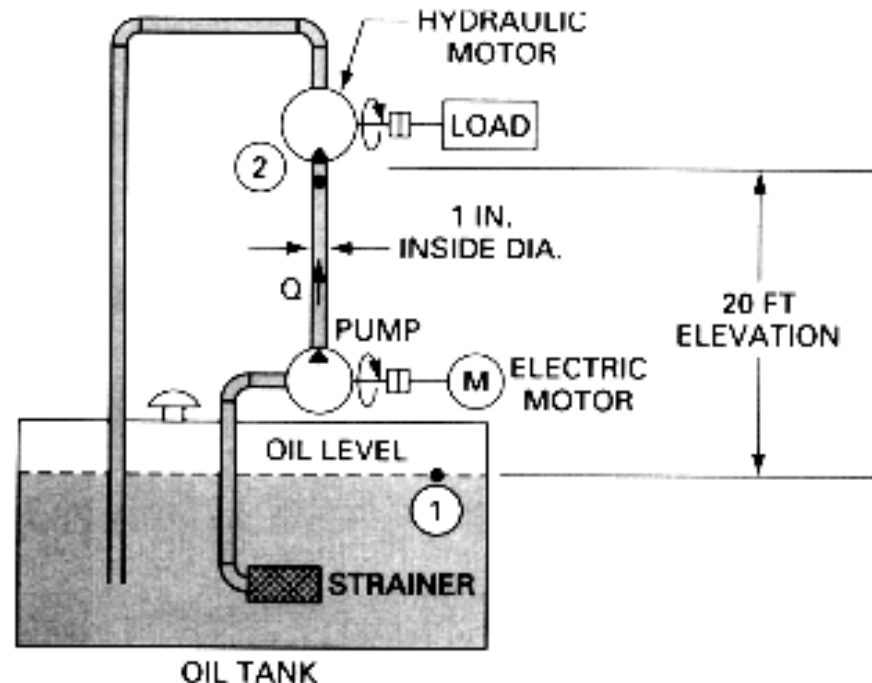 HYDRAULIC
MOTOR
LOAD
2
1 IN.
INSIDE DIA.
Q
20 FT
ELEVATION
PUMP
M
ELECTRIC
MOTOR
OIL LEVEL
1
STRAINER
OIL TANK